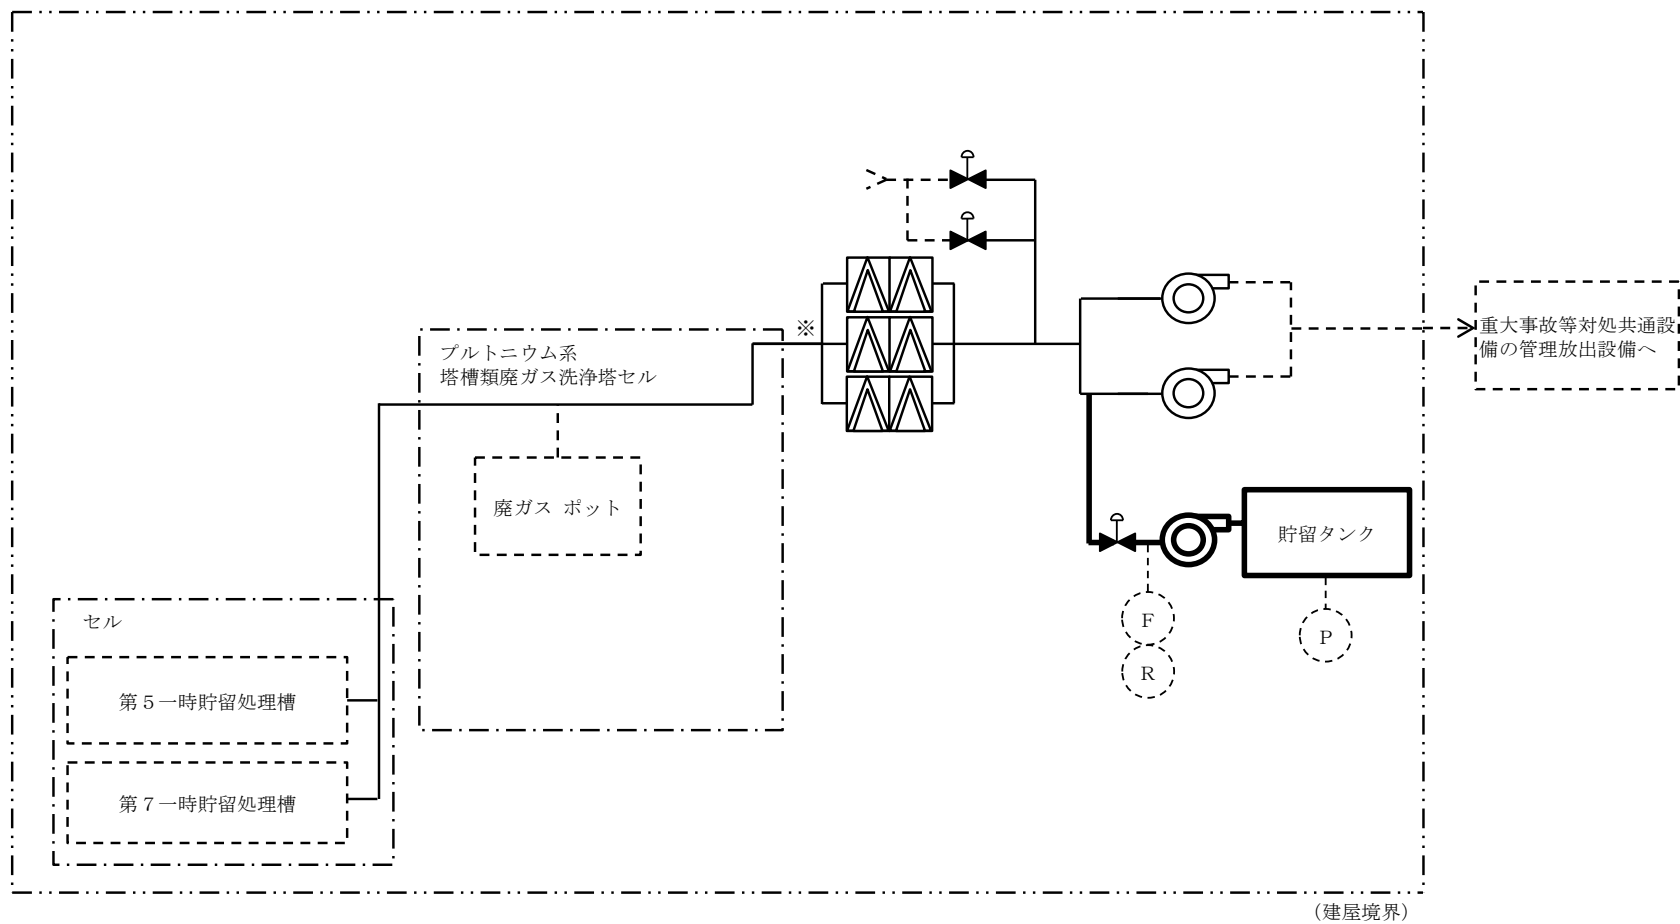 ※
プルトニウム系
塔槽類廃ガス洗浄塔セル
重大事故等対処共通設
備の管理放出設備へ
廃ガス ポット
貯留タンク
F
R
P
セル
第５一時貯留処理槽
第７一時貯留処理槽
（建屋境界）